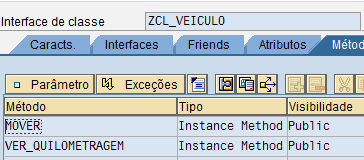 Interface de classe ZCL_VEICULO
Caracts. Interfaces Friends Atributos Méto
Parâmetro Exceções
Método Tipo Visibilidade
MOVER Instance Method Public
VER_QUILOMETRAGEM Instance Method Public